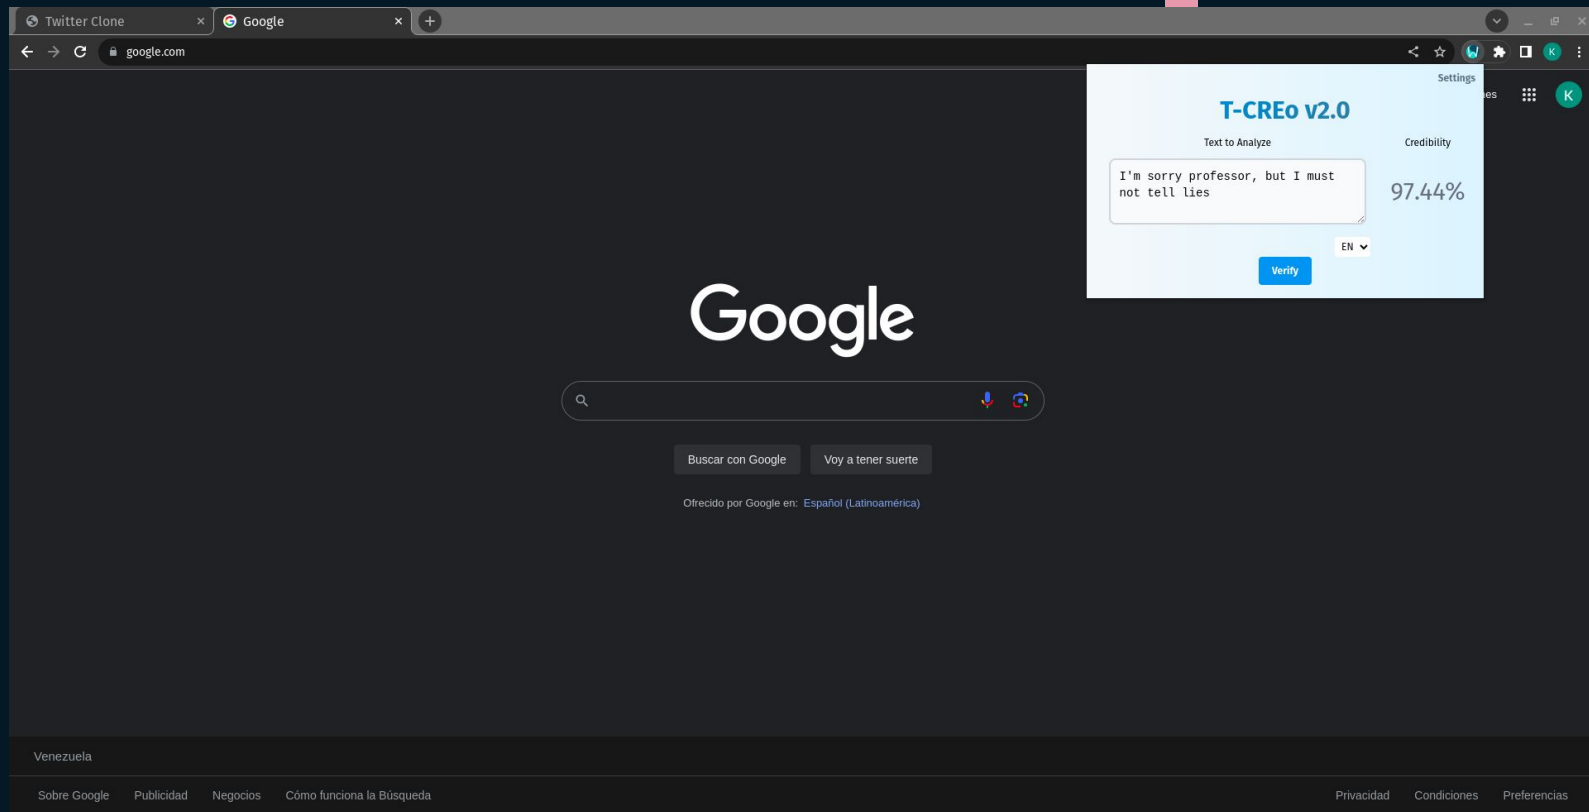 Twitter Clone
Google
google.com
Settings
T-CREo v2.0
Text to Analyze
Credibility
I'm sorry professor, but I must
not tell lies
97.44%
EN
Verify
K
K
Google
Buscar con Google
Voy a tener suerte
Ofrecido por Google en: Español (Latinoamérica)
Venezuela
Sobre Google
Publicidad
Negocios
Cómo funciona la Búsqueda
Privacidad
Condiciones
Preferencias